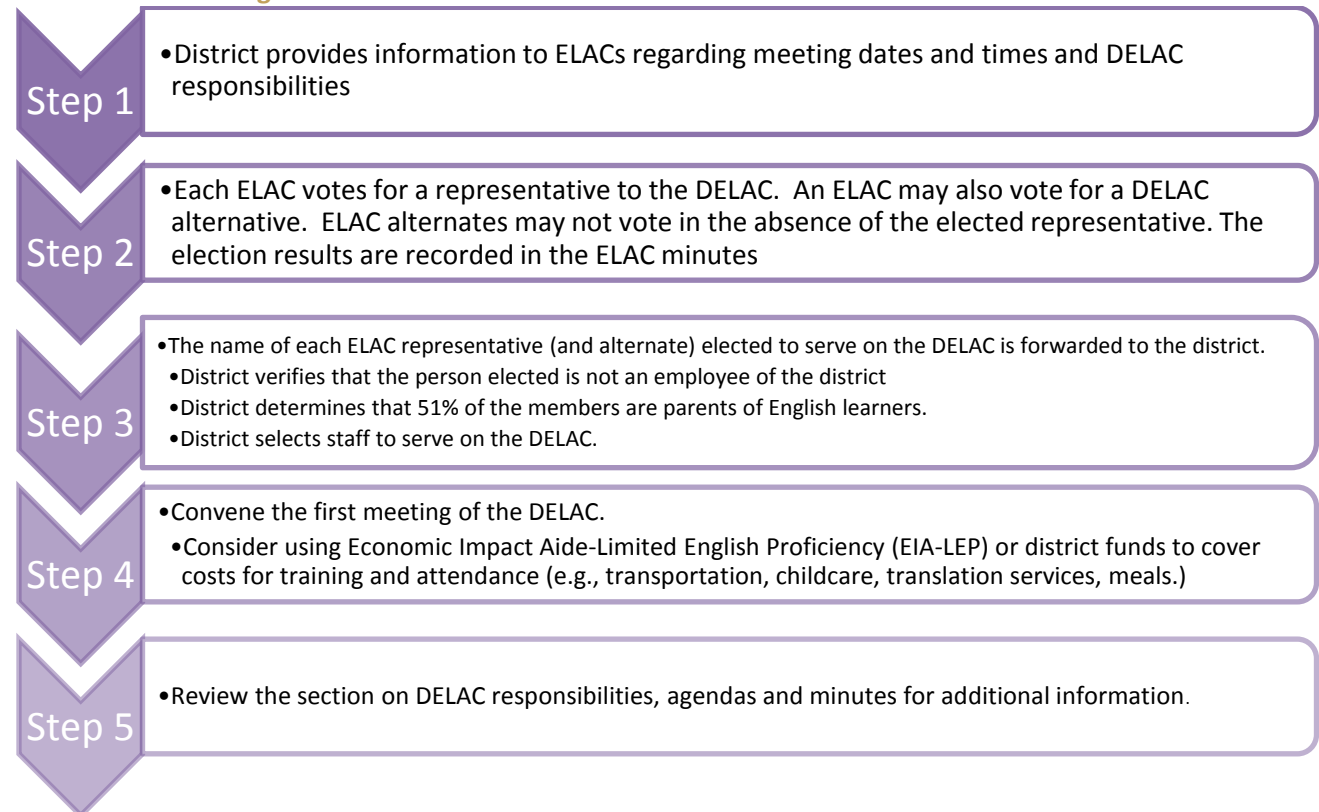 Step 1
•District provides information to ELACs regarding meeting dates and times and DELAC
responsibilities
Step 2
•Each ELAC votes for a representative to the DELAC.  An ELAC may also vote for a DELAC
alternative.  ELAC alternates may not vote in the absence of the elected representative. The
election results are recorded in the ELAC minutes
Step 3
•The name of each ELAC representative (and alternate) elected to serve on the DELAC is forwarded to the district.
•District verifies that the person elected is not an employee of the district
•District determines that 51% of the members are parents of English learners.
•District selects staff to serve on the DELAC.
Step 4
•Convene the first meeting of the DELAC.
•Consider using Economic Impact Aide-Limited English Proficiency (EIA-LEP) or district funds to cover
costs for training and attendance (e.g., transportation, childcare, translation services, meals.)
Step 5
•Review the section on DELAC responsibilities, agendas and minutes for additional information.